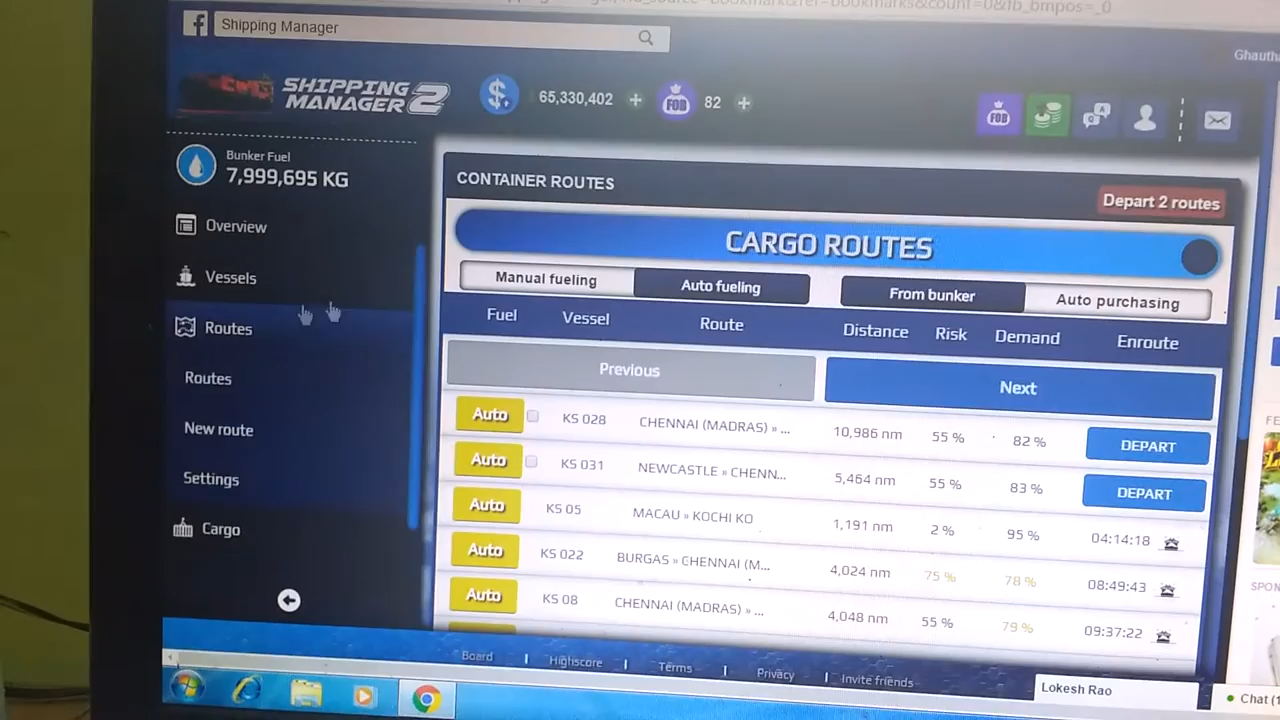 Shipping Manager
Ghautha
SHIPPING
MANAGER 2
65,330,402
FOB
82
FOB
Bunker Fuel
7,999,695 KG
Overview
Vessels
Routes
Routes
New route
Settings
Cargo
CONTAINER ROUTES
Depart 2 routes
CARGO ROUTES
Manual fueling
Auto fueling
From bunker
Auto purchasing
Fuel Vessel Route Distance Risk Demand Enroute
Previous
Next
Auto KS 028 CHENNAI (MADRAS) » ... 10,986 nm 55 % 82 % DEPART
Auto KS 031 NEWCASTLE » CHENN... 5,464 nm 55 % 83 % DEPART
Auto KS 05 MACAU » KOCHI KO 1,191 nm 2 % 95 % 04:14:18
Auto KS 022 BURGAS » CHENNAI (M... 4,024 nm 75 % 78 % 08:49:43
Auto KS 08 CHENNAI (MADRAS) » ... 4,048 nm 55 % 79 % 09:37:22
Board | Highscore | Terms | Privacy | Invite friends
Lokesh Rao
Chat (1
FE
SPON